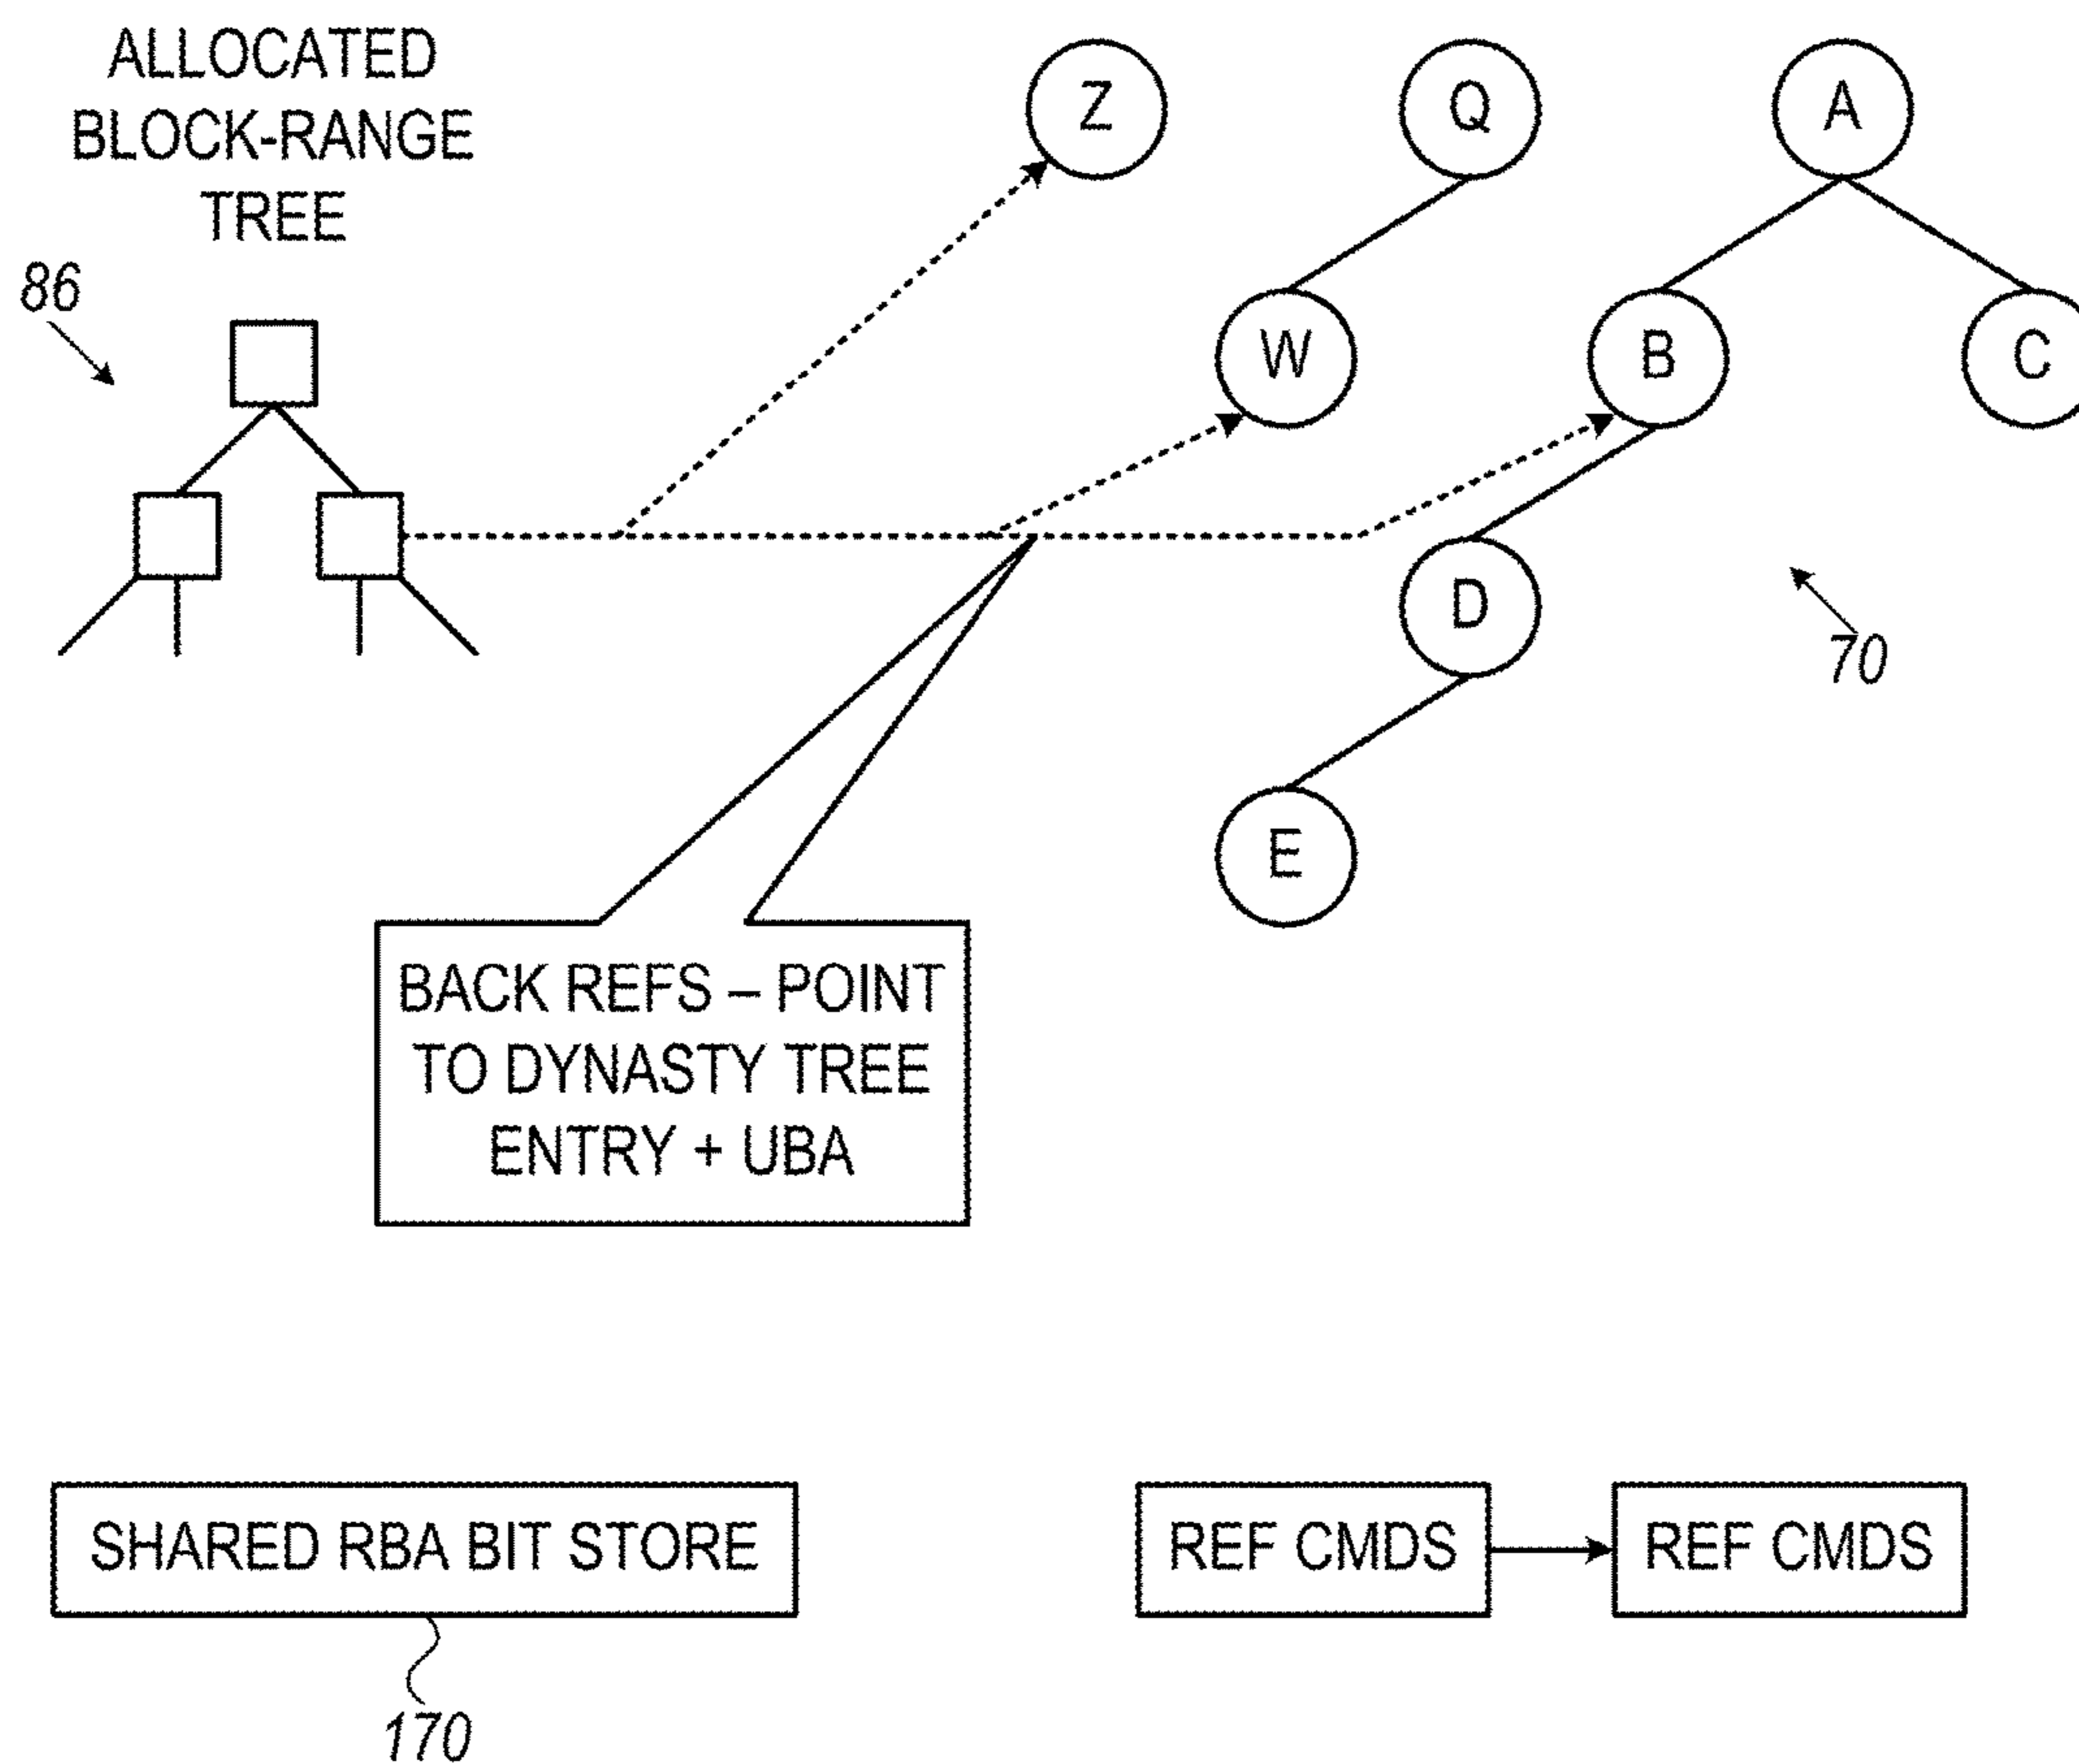 ALLOCATED
BLOCK-RANGE
TREE
86
Z
Q
A
W
B
C
D
70
E
BACK REFS – POINT
TO DYNASTY TREE
ENTRY + UBA
SHARED RBA BIT STORE
REF CMDS
REF CMDS
170